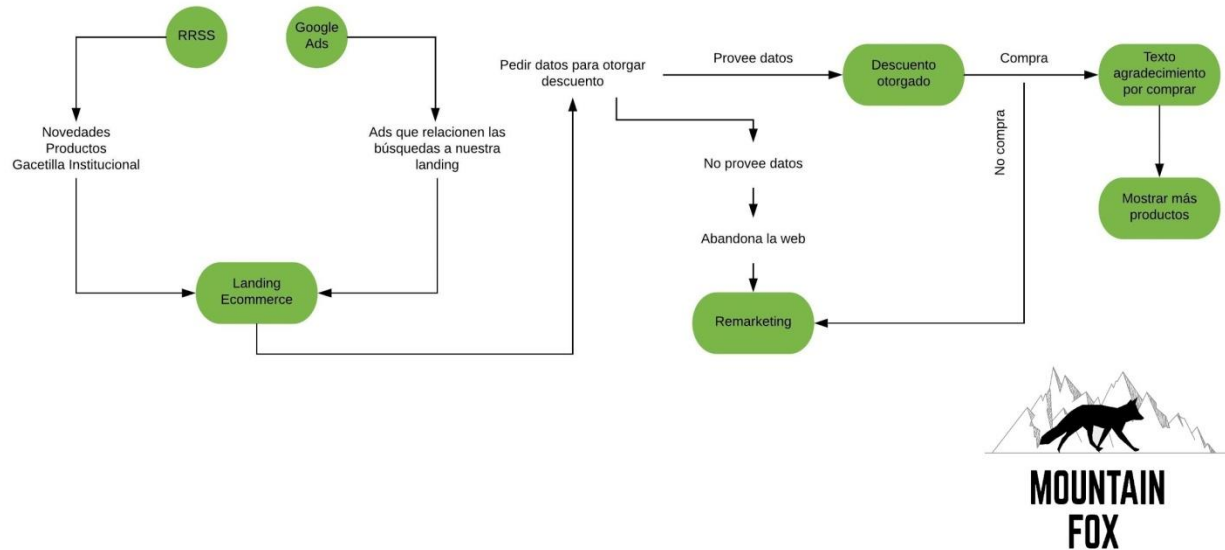 RRSS
Google
Ads
Novedades
Productos
Gacetilla Institucional
Ads que relacionen las
búsquedas a nuestra
landing
Landing
Ecommerce
Pedir datos para otorgar
descuento
Provee datos
Descuento
otorgado
Compra
Texto
agradecimiento
por comprar
No compra
No provee datos
Abandona la web
Remarketing
Mostrar más
productos
MOUNTAIN
FOX